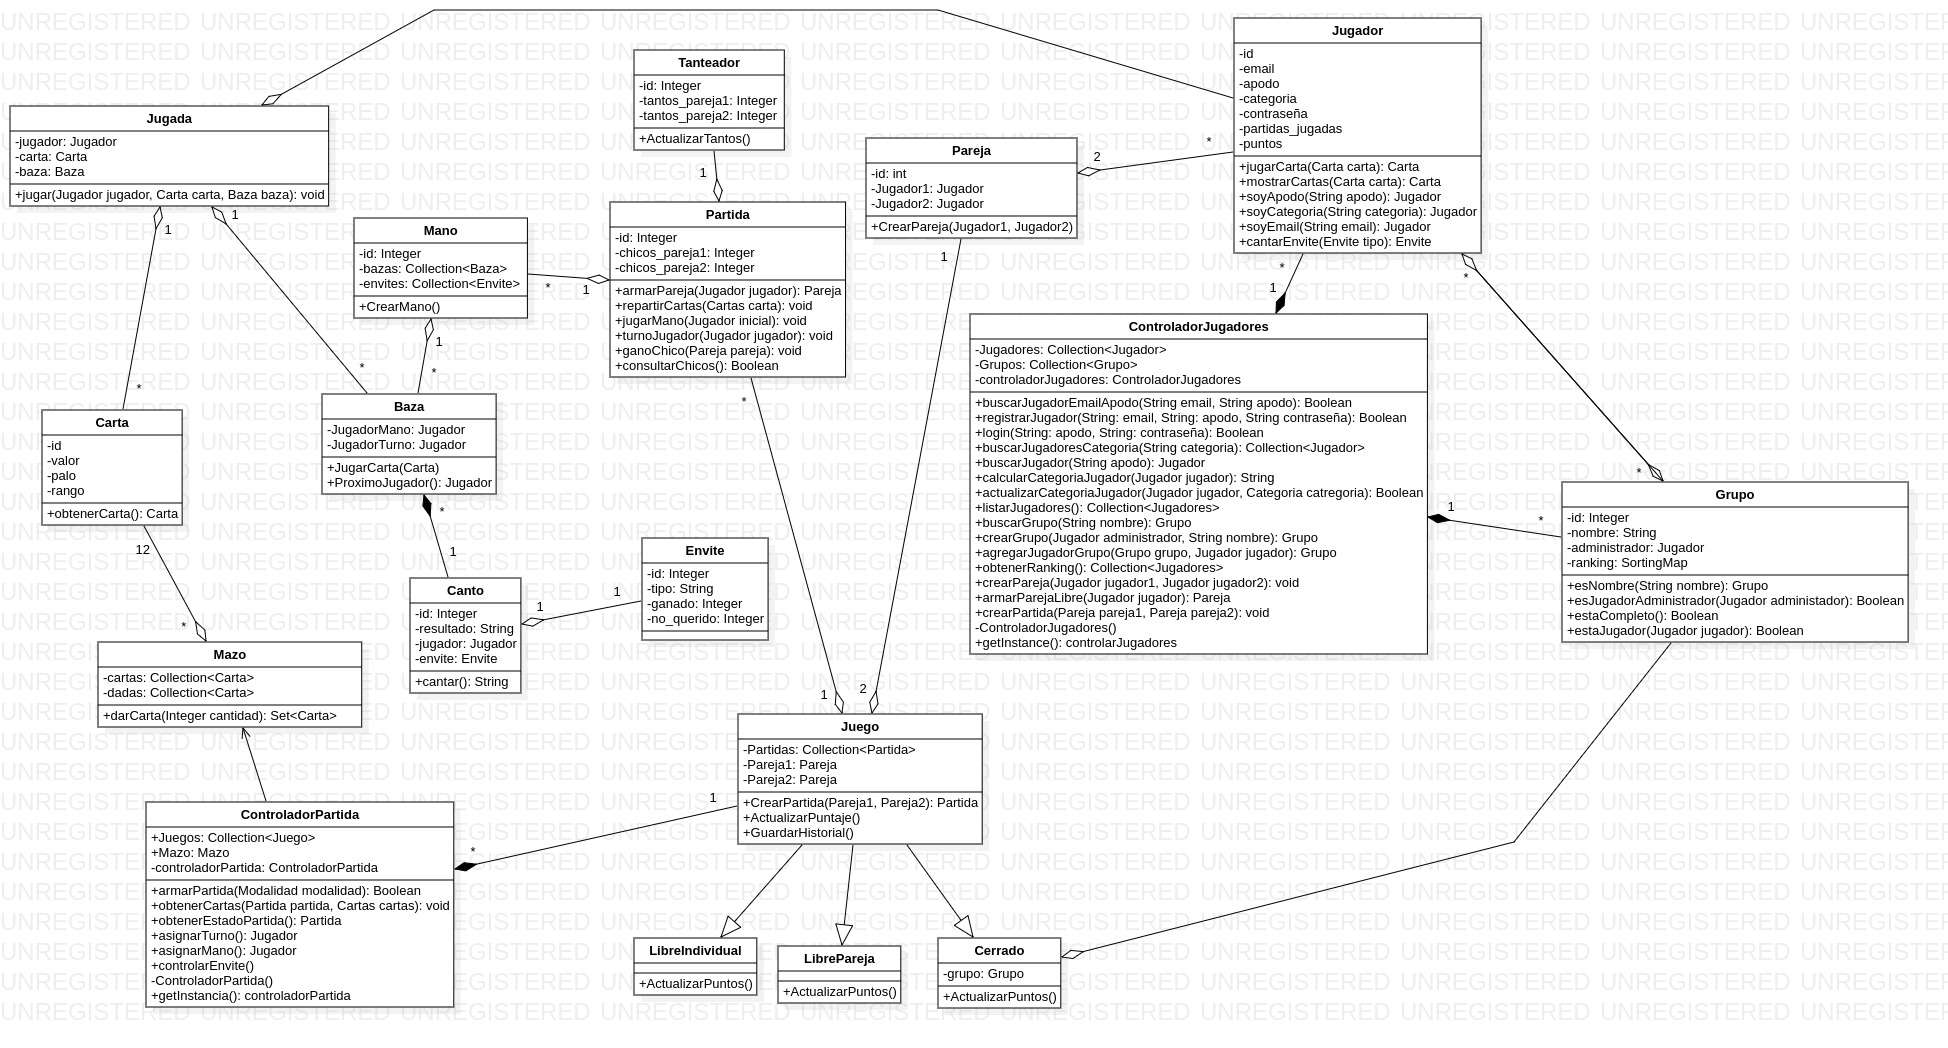 Jugador
-id
-email
-apodo
-categoria
-contraseña
-partidas_jugadas
-puntos
+jugarCarta(Carta carta): Carta
+mostrarCartas(Carta carta): Carta
+soyApodo(String apodo): Jugador
+soyCategoria(String categoria): Jugador
+soyEmail(String email): Jugador
+cantarEnvite(Envite tipo): Envite
Tanteador
-id: Integer
-tantos_pareja1: Integer
-tantos_pareja2: Integer
+ActualizarTantos()
1
Jugada
-jugador: Jugador
-carta: Carta
-baza: Baza
+jugar(Jugador jugador, Carta carta, Baza baza): void
1
1
*
*
Pareja
-id: int
-Jugador1: Jugador
-Jugador2: Jugador
+CrearPareja(Jugador1, Jugador2)
2
*
1
Mano
-id: Integer
-bazas: Collection<Baza>
-envites: Collection<Envite>
+CrearMano()
*
1
1
*
Partida
-id: Integer
-chicos_pareja1: Integer
-chicos_pareja2: Integer
+armarPareja(Jugador jugador): Pareja
+repartirCartas(Cartas carta): void
+jugarMano(Jugador inicial): void
+turnoJugador(Jugador jugador): void
+ganoChico(Pareja pareja): void
+consultarChicos(): Boolean
*
*
1
*
ControladorJugadores
-Jugadores: Collection<Jugador>
-Grupos: Collection<Grupo>
-controladorJugadores: ControladorJugadores
+buscarJugadorEmailApodo(String email, String apodo): Boolean
+registrarJugador(String: email, String: apodo, String contraseña): Boolean
+login(String: apodo, String: contraseña): Boolean
+buscarJugadoresCategoria(String categoria): Collection<Jugador>
+buscarJugador(String apodo): Jugador
+calcularCategoriaJugador(Jugador jugador): String
+actualizarCategoriaJugador(Jugador jugador, Categoria catregoria): Boolean
+listarJugadores(): Collection<Jugadores>
+buscarGrupo(String nombre): Grupo
+crearGrupo(Jugador administrador, String nombre): Grupo
+agregarJugadorGrupo(Grupo grupo, Jugador jugador): Grupo
+obtenerRanking(): Collection<Jugadores>
+crearPareja(Jugador jugador1, Jugador jugador2): void
+armarParejaLibre(Jugador jugador): Pareja
+crearPartida(Pareja pareja1, Pareja pareja2): void
-ControladorJugadores()
+getInstance(): controlarJugadores
1
*
*
Grupo
-id: Integer
-nombre: String
-administrador: Jugador
-ranking: SortingMap
+esNombre(String nombre): Grupo
+esJugadorAdministrador(Jugador administador): Boolean
+estaCompleto(): Boolean
+estaJugador(Jugador jugador): Boolean
Carta
-id
-valor
-palo
-rango
+obtenerCarta(): Carta
12
*
Baza
-JugadorMano: Jugador
-JugadorTurno: Jugador
+JugarCarta(Carta)
+ProximoJugador(): Jugador
*
1
Canto
-id: Integer
-resultado: String
-jugador: Jugador
-envite: Envite
+cantar(): String
1
1
Envite
-id: Integer
-tipo: String
-ganado: Integer
-no_querido: Integer
Mazo
-cartas: Collection<Carta>
-dadas: Collection<Carta>
+darCarta(Integer cantidad): Set<Carta>
1
2
Juego
-Partidas: Collection<Partida>
-Pareja1: Pareja
-Pareja2: Pareja
+CrearPartida(Pareja1, Pareja2): Partida
+ActualizarPuntaje()
+GuardarHistorial()
1
*
ControladorPartida
+Juegos: Collection<Juego>
+Mazo: Mazo
-controladorPartida: ControladorPartida
+armarPartida(Modalidad modalidad): Boolean
+obtenerCartas(Partida partida, Cartas cartas): void
+obtenerEstadoPartida(): Partida
+asignarTurno(): Jugador
+asignarMano(): Jugador
+controlarEnvite()
-ControladorPartida()
+getInstancia(): controladorPartida
LibreIndividual
+ActualizarPuntos()
LibrePareja
+ActualizarPuntos()
Cerrado
-grupo: Grupo
+ActualizarPuntos()
UNREGISTERED